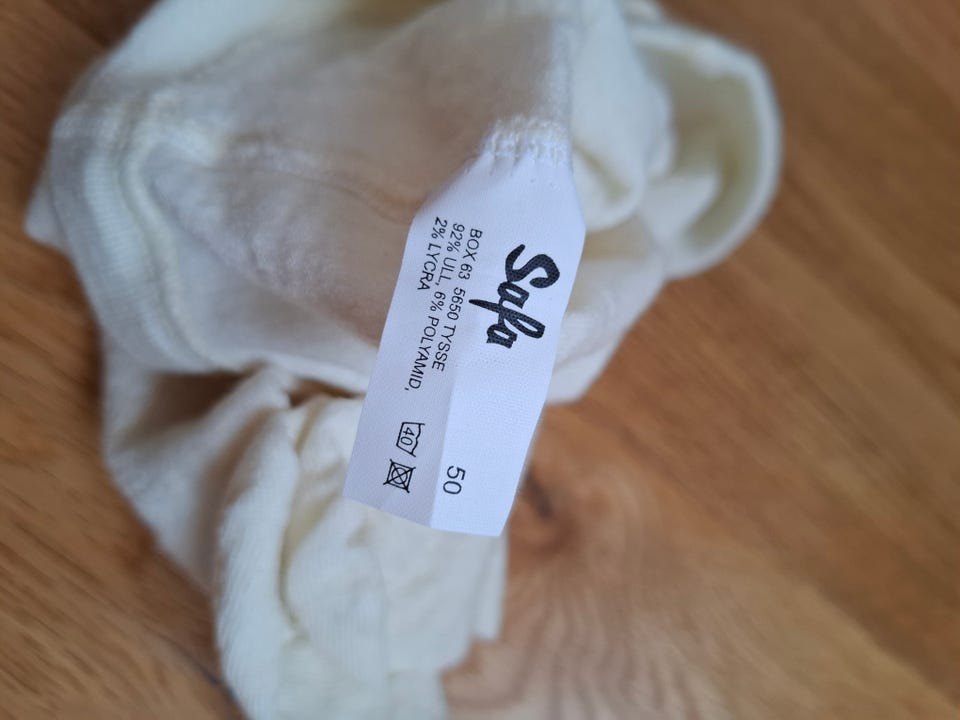 Safa
BOX 63 5650 TYSSE
92% ULL, 6% POLYAMID,
2% LYCRA
40
50